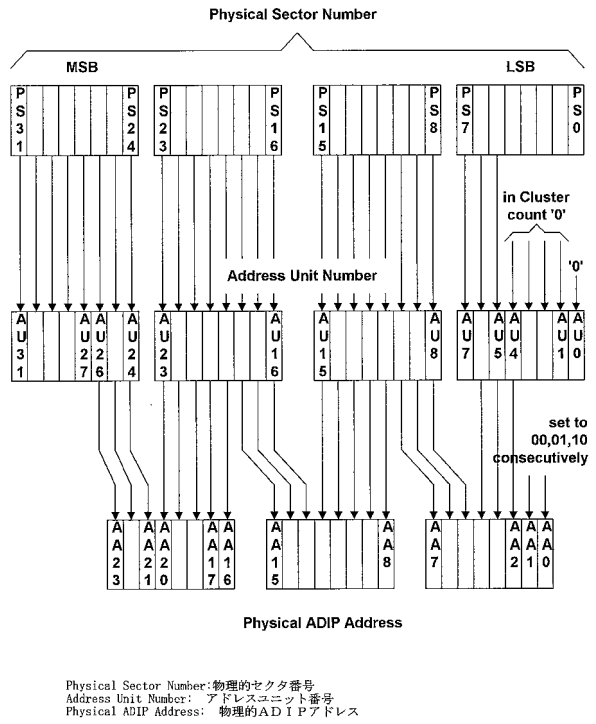 Physical Sector Number
MSB
LSB
PS31
PS24
PS23
PS16
PS15
PS8
PS7
PS0
in Cluster
count '0'
'0'
Address Unit Number
AU31
AU27
AU26
AU24
AU23
AU16
AU15
AU8
AU7
AU5
AU4
AU1
AU0
set to
00,01,10
consecutively
AA23
AA21
AA20
AA17
AA16
AA15
AA8
AA7
AA2
AA1
AA0
Physical ADIP Address
Physical Sector Number:物理的セクタ番号
Address Unit Number: アドレスユニット番号
Physical ADIP Address: 物理的ADIPアドレス